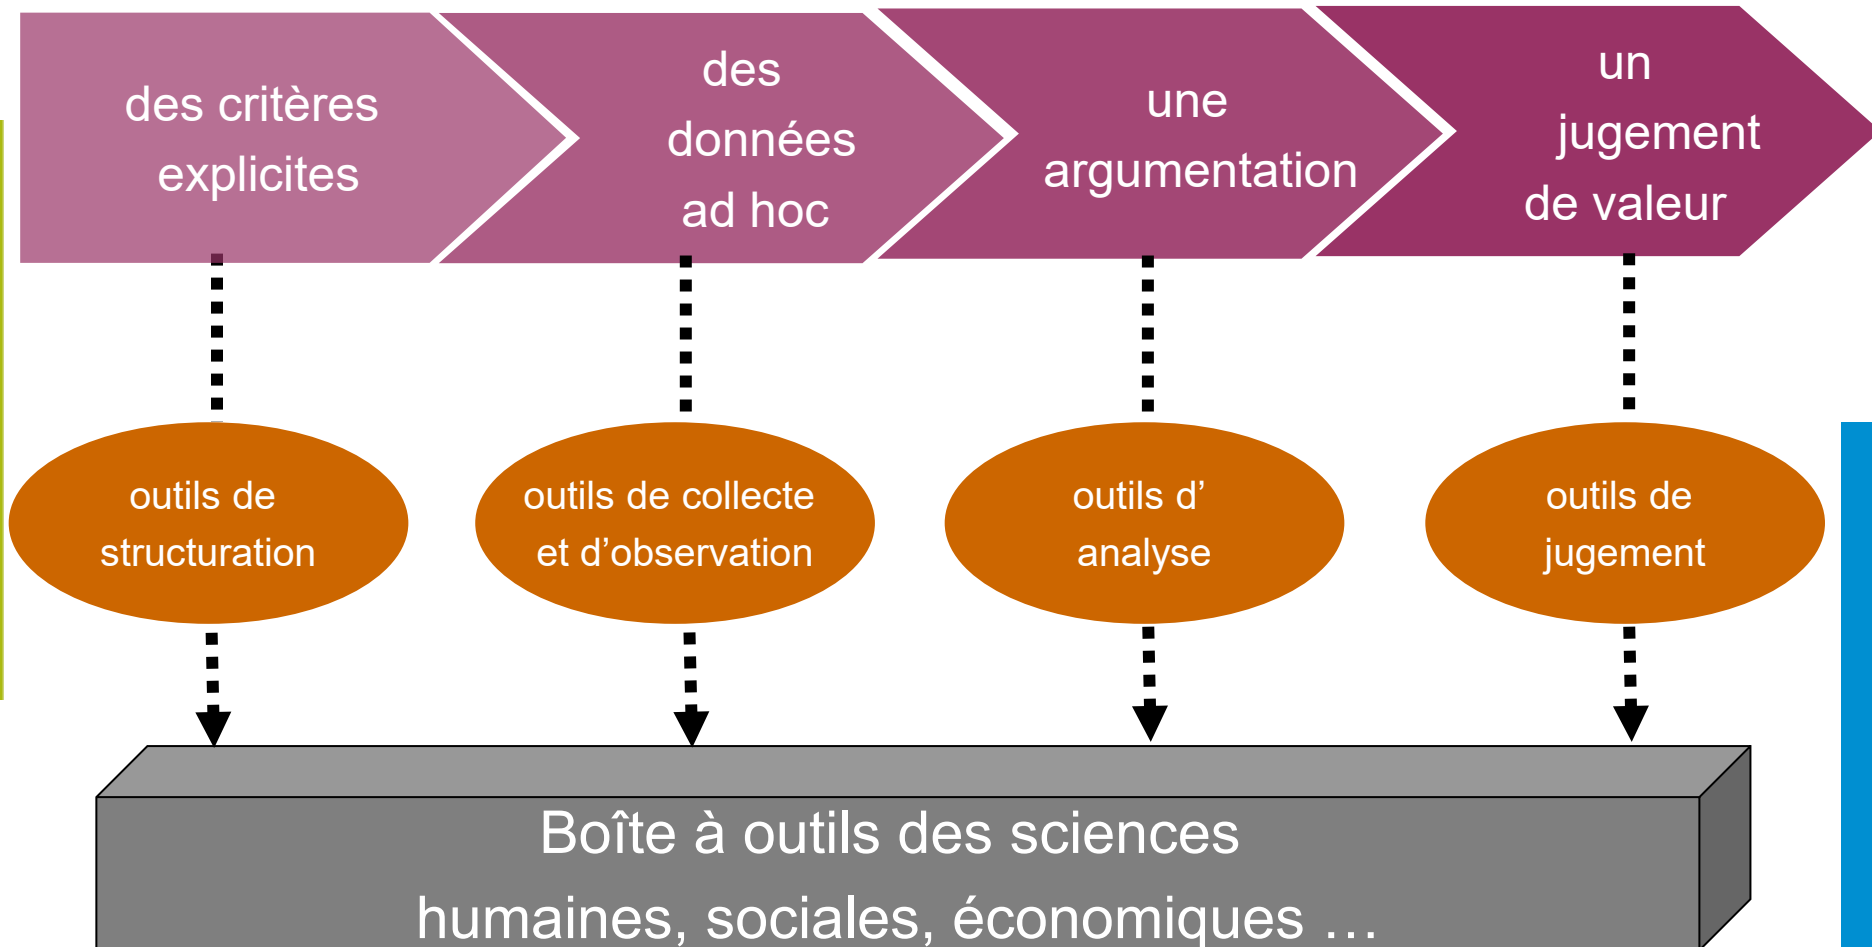 des critères
explicites
des
données
ad hoc
une
argumentation
un
jugement
de valeur
outils de
structuration
outils de collecte
et d’observation
outils d’
analyse
outils de
jugement
Boîte à outils des sciences
humaines, sociales, économiques …